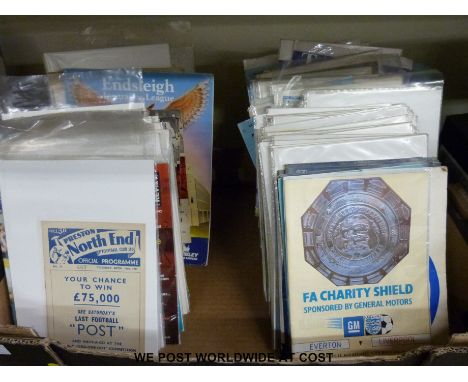 Endsleigh
League
PRESTON
North End
OFFICIAL PROGRAMME
YOUR CHANCE
TO WIN
£75,000
SEE SATURDAY'S
LAST FOOTBALL
"POST"
FA CHARITY SHIELD
SPONSORED BY GENERAL MOTORS
GM
EVERTON V LIVERPOOL
WE POST WORLDWIDE AT COST